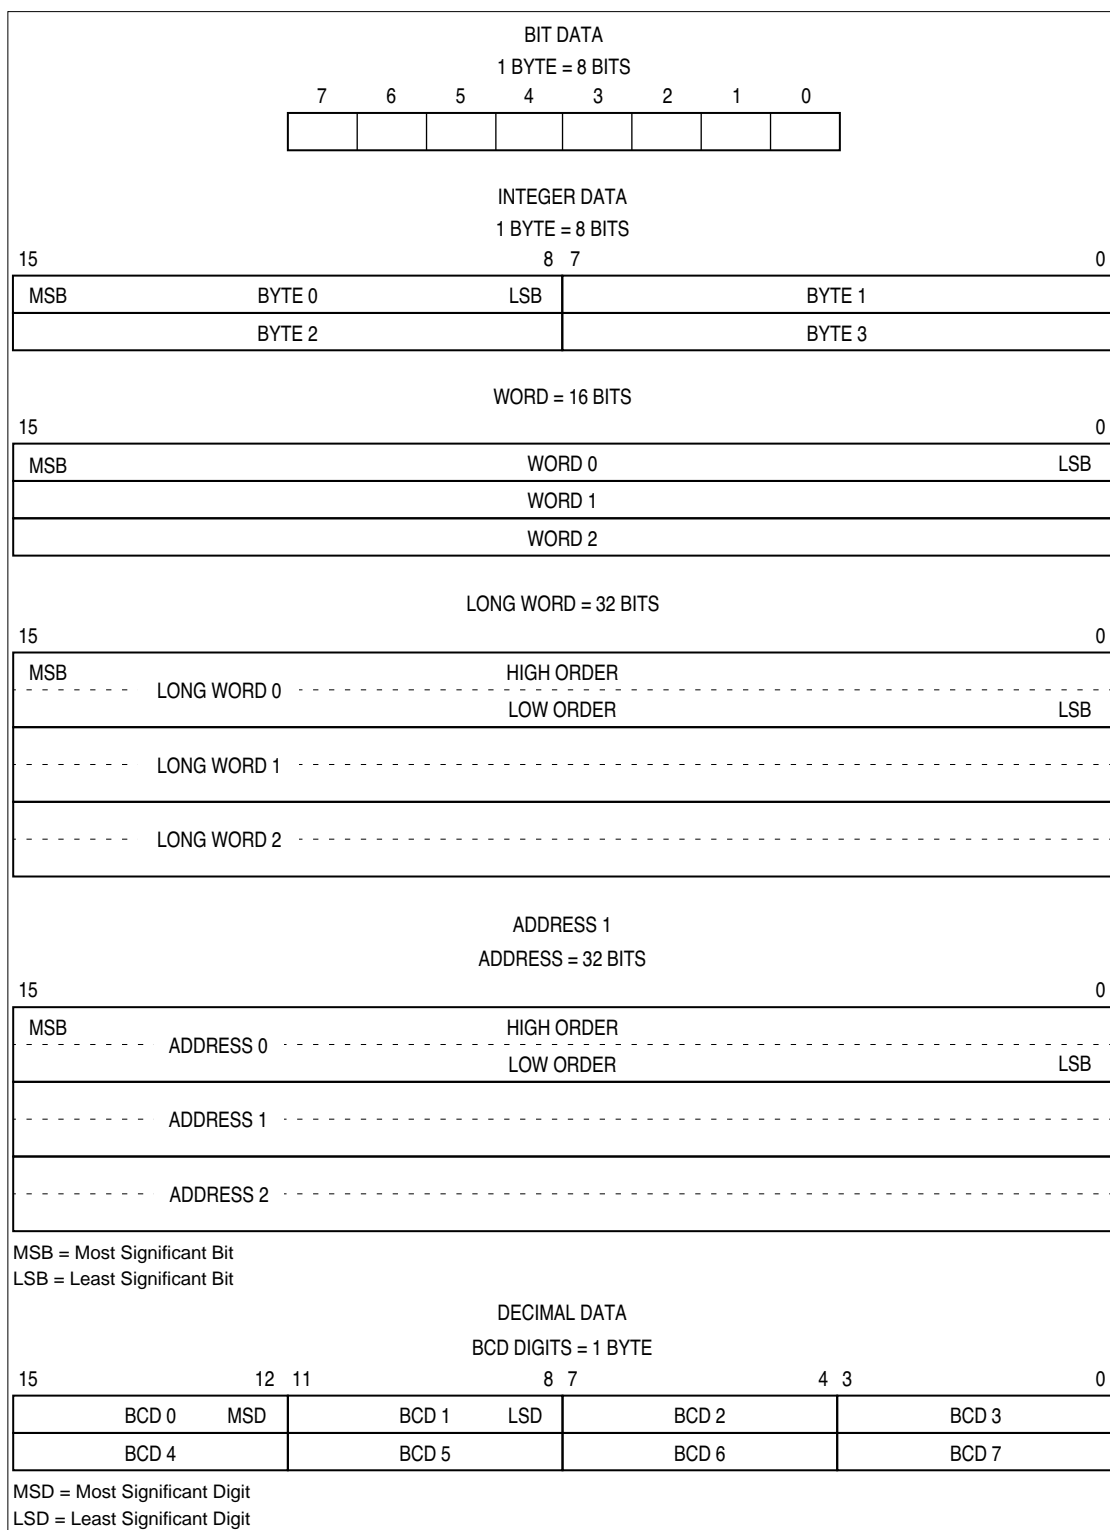 BIT DATA
1 BYTE = 8 BITS
7 6 5 4 3 2 1 0
INTEGER DATA
1 BYTE = 8 BITS
15 8 7 0
MSB BYTE 0 LSB BYTE 1
BYTE 2 BYTE 3
WORD = 16 BITS
15 0
MSB WORD 0 LSB
WORD 1
WORD 2
LONG WORD = 32 BITS
15 0
MSB HIGH ORDER
LONG WORD 0
LOW ORDER LSB
LONG WORD 1
LONG WORD 2
ADDRESS 1
ADDRESS = 32 BITS
15 0
MSB HIGH ORDER
ADDRESS 0
LOW ORDER LSB
ADDRESS 1
ADDRESS 2
MSB = Most Significant Bit
LSB = Least Significant Bit
DECIMAL DATA
BCD DIGITS = 1 BYTE
15 12 11 8 7 4 3 0
BCD 0 MSD BCD 1 LSD BCD 2 BCD 3
BCD 4 BCD 5 BCD 6 BCD 7
MSD = Most Significant Digit
LSD = Least Significant Digit